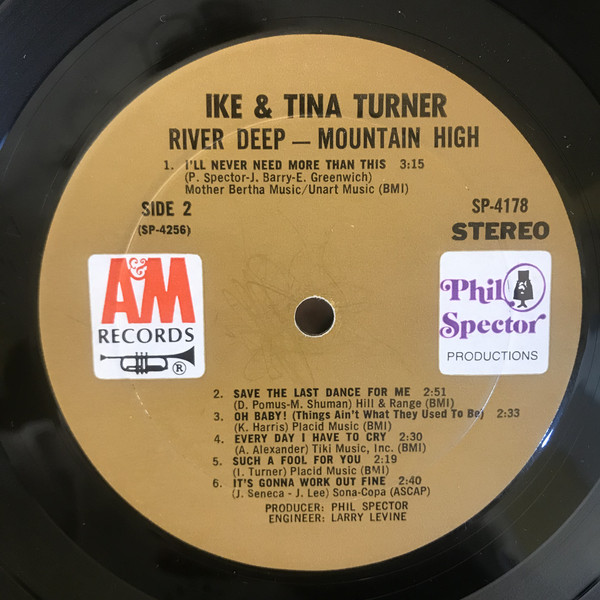 IKE & TINA TURNER
RIVER DEEP — MOUNTAIN HIGH
1. I'LL NEVER NEED MORE THAN THIS 3:15
(P. Spector-J. Barry-E. Greenwich)
Mother Bertha Music/Unart Music (BMI)
SIDE 2
(SP-4256)
SP-4178
STEREO
A&M
RECORDS
®
Phil
Spector
PRODUCTIONS
2. SAVE THE LAST DANCE FOR ME 2:51
(D. Pomus-M. Shuman) Hill & Range (BMI)
3. OH BABY! (Things Ain't What They Used To Be) 2:33
(K. Harris) Placid Music (BMI)
4. EVERY DAY I HAVE TO CRY 2:30
(A. Alexander) Tiki Music, Inc. (BMI)
5. SUCH A FOOL FOR YOU 2:19
(I. Turner) Placid Music (BMI)
6. IT'S GONNA WORK OUT FINE 2:40
(J. Seneca - J. Lee) Sona-Copa (ASCAP)
PRODUCER: PHIL SPECTOR
ENGINEER: LARRY LEVINE